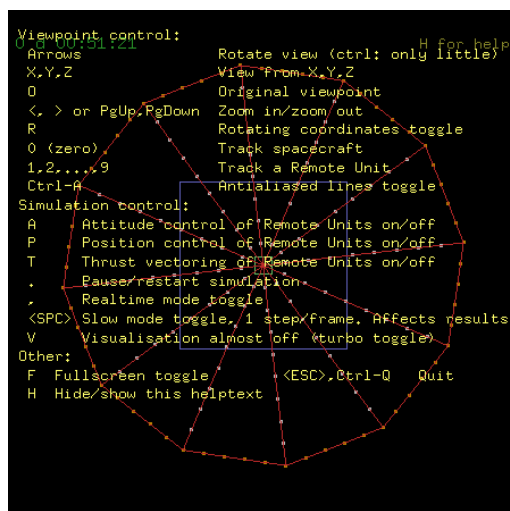 Viewpoint control:
0 d 00:51:21 H for help
Arrows Rotate view (ctrl: only little)
X,Y,Z View from X,Y,Z
O Original viewpoint
<, > or PgUp,PgDown Zoom in/zoom out
R Rotating coordinates toggle
0 (zero) Track spacecraft
1,2,...,9 Track a Remote Unit
Ctrl-A Antialiased lines toggle
Simulation control:
A Attitude control of Remote Units on/off
P Position control of Remote Units on/off
T Thrust vectoring of Remote Units on/off
. Pause/restart simulation
, Realtime mode toggle
<SPC> Slow mode toggle, 1 step/frame. Affects results
V Visualisation almost off (turbo toggle)
Other:
F Fullscreen toggle <ESC>,Ctrl-Q Quit
H Hide/show this helptext